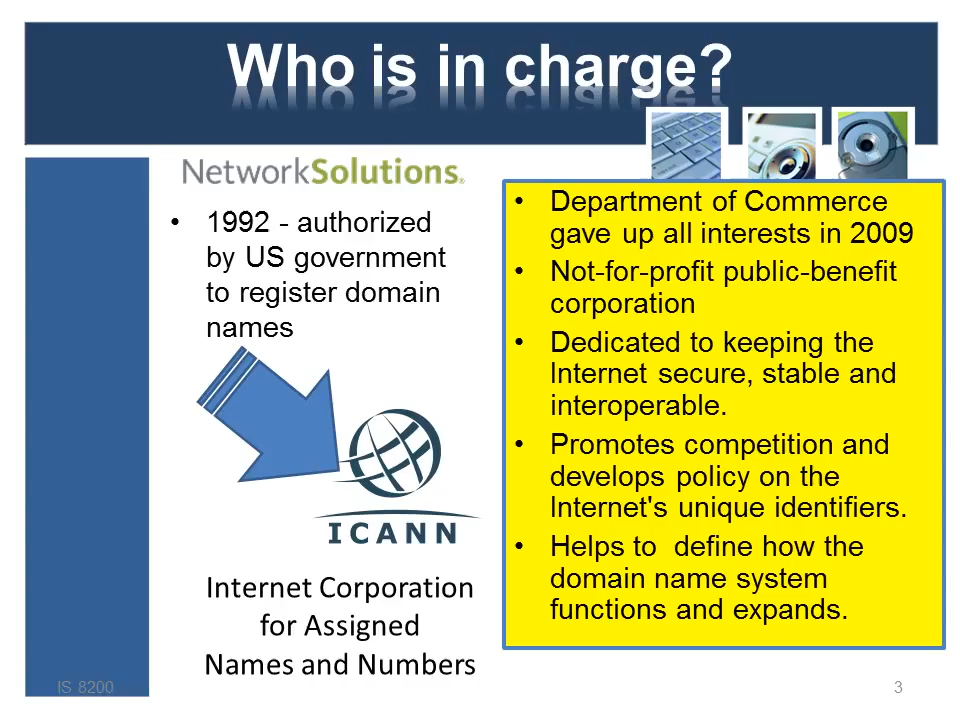 Who is in charge?
NetworkSolutions®
• 1992 - authorized
by US government
to register domain
names
ICANN
Internet Corporation
for Assigned
Names and Numbers
• Department of Commerce
gave up all interests in 2009
• Not-for-profit public-benefit
corporation
• Dedicated to keeping the
Internet secure, stable and
interoperable.
• Promotes competition and
develops policy on the
Internet's unique identifiers.
• Helps to  define how the
domain name system
functions and expands.
IS 8200
3